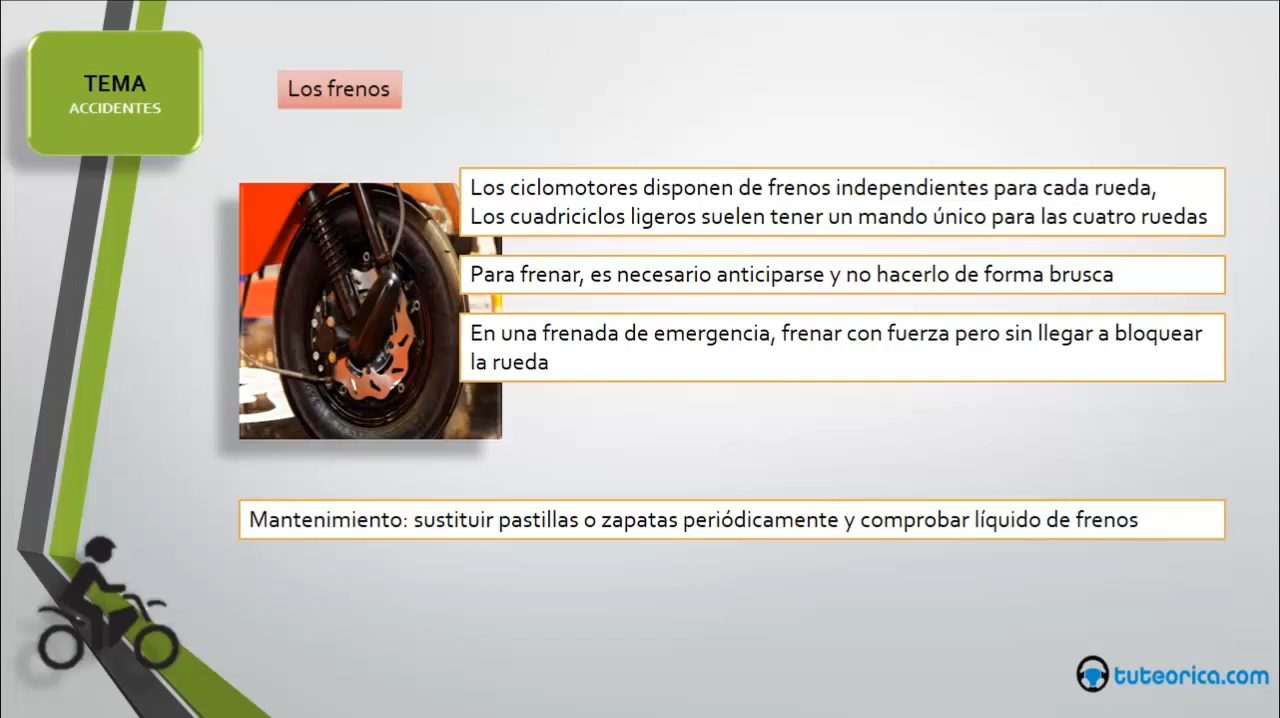 TEMA
ACCIDENTES
Los frenos
Los ciclomotores disponen de frenos independientes para cada rueda,
Los cuadriciclos ligeros suelen tener un mando único para las cuatro ruedas
Para frenar, es necesario anticiparse y no hacerlo de forma brusca
En una frenada de emergencia, frenar con fuerza pero sin llegar a bloquear
la rueda
Mantenimiento: sustituir pastillas o zapatas periódicamente y comprobar líquido de frenos
tuteorica.com